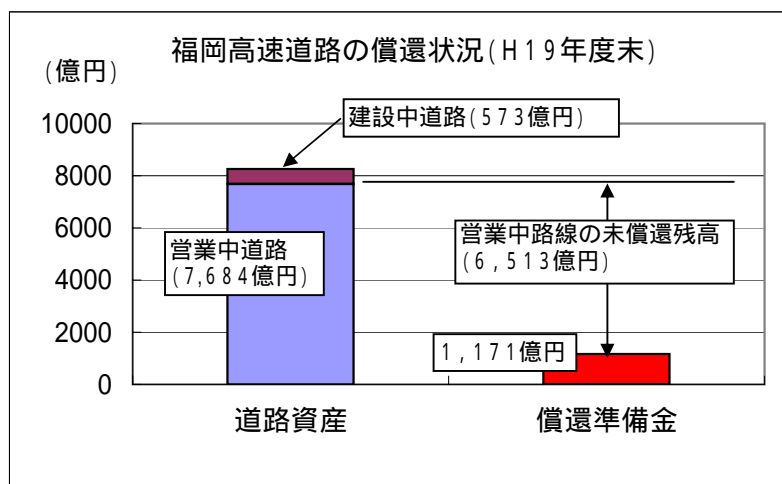 福岡高速道路の償還状況(H19年度末)
(億円)
建設中道路(573億円)
10000
8000
6000
4000
2000
0
営業中道路
(7,684億円)
営業中路線の未償還残高
(6,513億円)
1,171億円
道路資産
償還準備金